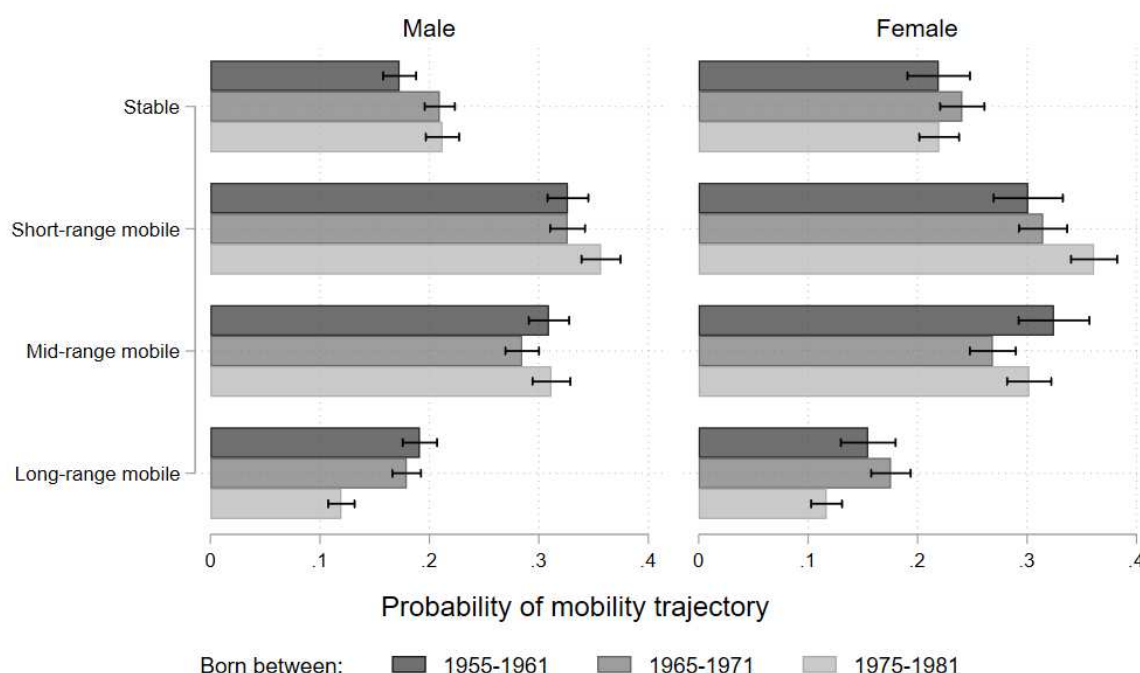 Male Female
Stable
Short-range mobile
Mid-range mobile
Long-range mobile
0 .1 .2 .3 .4 0 .1 .2 .3 .4
Probability of mobility trajectory
Born between: 1955-1961 1965-1971 1975-1981